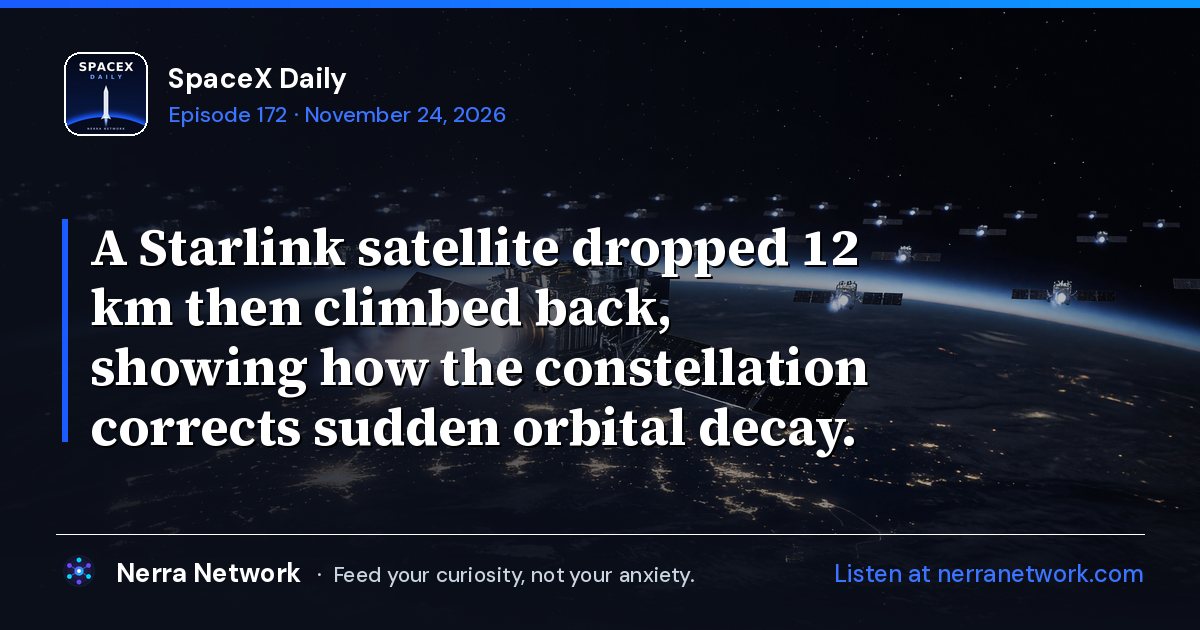 SPACEX
DAILY
NERRA NETWORK
SpaceX Daily
Episode 172 · November 24, 2026
A Starlink satellite dropped 12
km then climbed back,
showing how the constellation
corrects sudden orbital decay.
Nerra Network · Feed your curiosity, not your anxiety.
Listen at nerranetwork.com